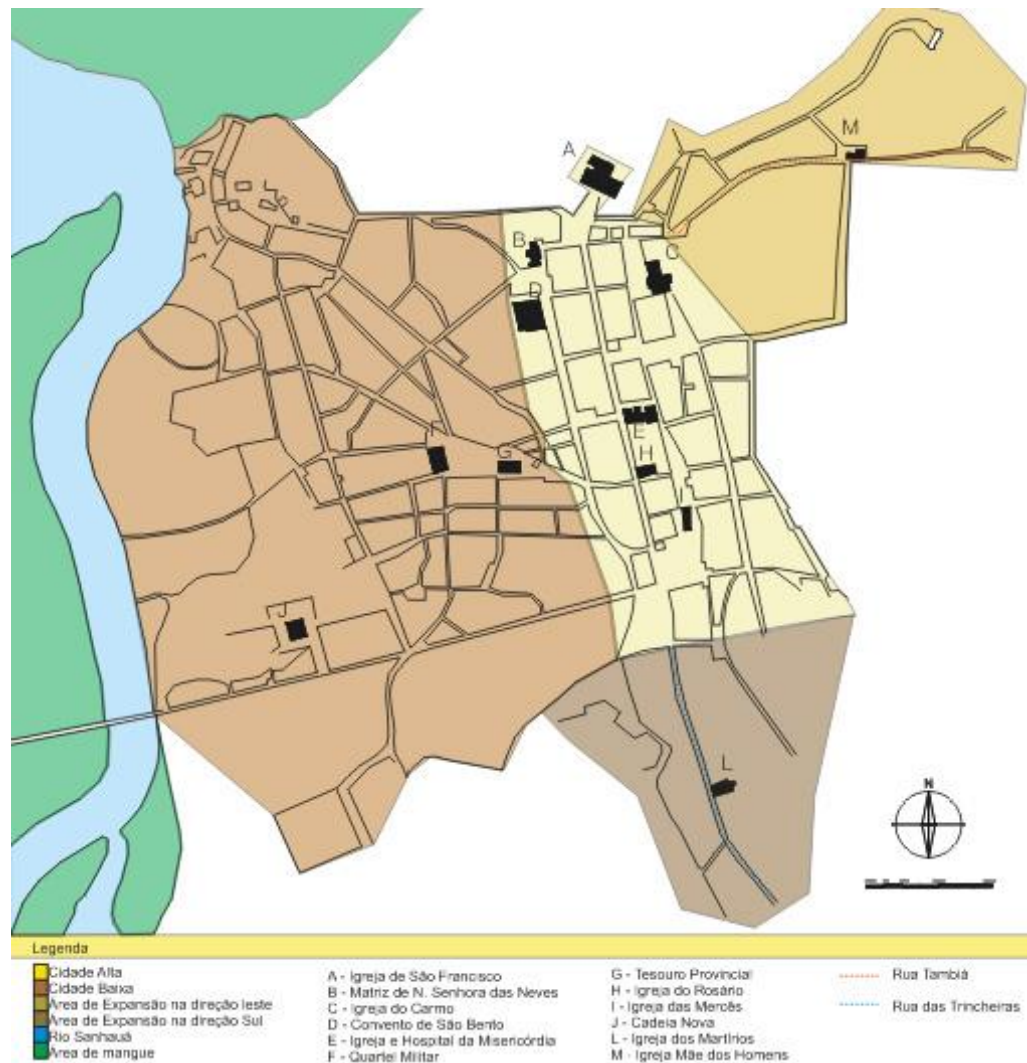 A
M
B
C
D
E
G
H
I
J
L
N
Legenda
Cidade Alta
Cidade Baixa
Área de Expansão na direção leste
Área de Expansão na direção Sul
Rio Sanhauá
Área de mangue
A - Igreja de São Francisco
B - Matriz de N. Senhora das Neves
C - Igreja do Carmo
D - Convento de São Bento
E - Igreja e Hospital da Misericórdia
F - Quartel Militar
G - Tesouro Provincial
H - Igreja do Rosário
I - Igreja das Mercês
J - Cadeia Nova
L - Igreja dos Martírios
M - Igreja Mãe dos Homens
Rua Tambiá
Rua das Trincheiras